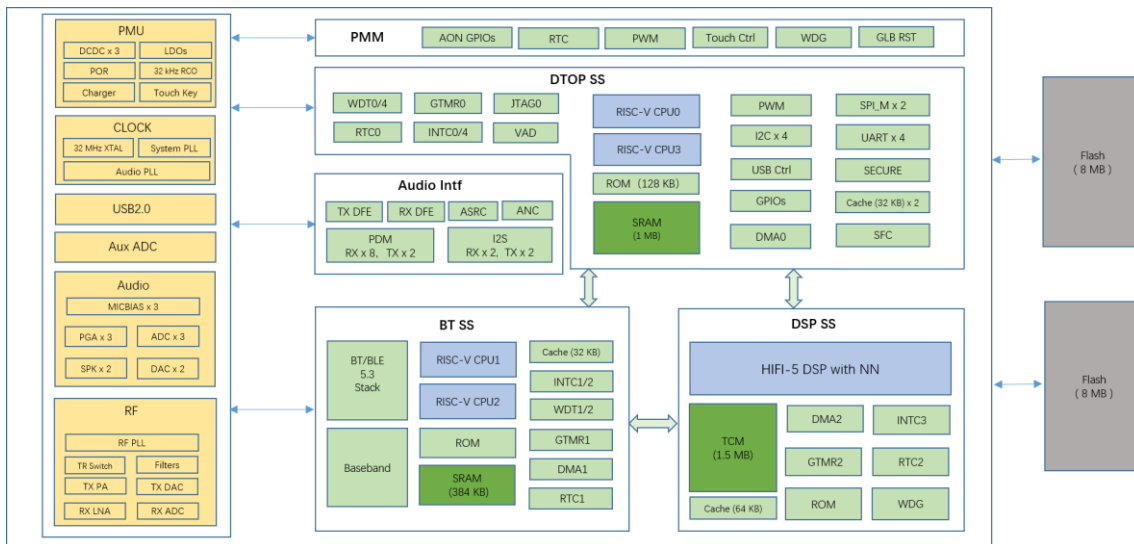 PMU
DCDC x 3
LDOs
POR
32 kHz RCO
Charger
Touch Key
CLOCK
32 MHz XTAL
System PLL
Audio PLL
USB2.0
Aux ADC
Audio
MICBIAS x 3
PGA x 3
ADC x 3
SPK x 2
DAC x 2
RF
RF PLL
TR Switch
Filters
TX PA
TX DAC
RX LNA
RX ADC
PMM
AON GPIOs
RTC
PWM
Touch Ctrl
WDG
GLB RST
DTOP SS
WDT0/4
GTMR0
JTAG0
RTC0
INTC0/4
VAD
RISC-V CPU0
RISC-V CPU3
ROM (128 KB)
SRAM
(1 MB)
PWM
I2C x 4
USB Ctrl
GPIOs
DMA0
SPI_M x 2
UART x 4
SECURE
Cache (32 KB) x 2
SFC
Audio Intf
TX DFE
RX DFE
ASRC
ANC
PDM
RX x 8, TX x 2
I2S
RX x 2, TX x 2
BT SS
BT/BLE
5.3
Stack
Baseband
RISC-V CPU1
RISC-V CPU2
ROM
SRAM
(384 KB)
Cache (32 KB)
INTC1/2
WDT1/2
GTMR1
DMA1
RTC1
DSP SS
HIFI-5 DSP with NN
TCM
(1.5 MB)
Cache (64 KB)
DMA2
INTC3
GTMR2
RTC2
ROM
WDG
Flash
( 8 MB)
Flash
( 8 MB)